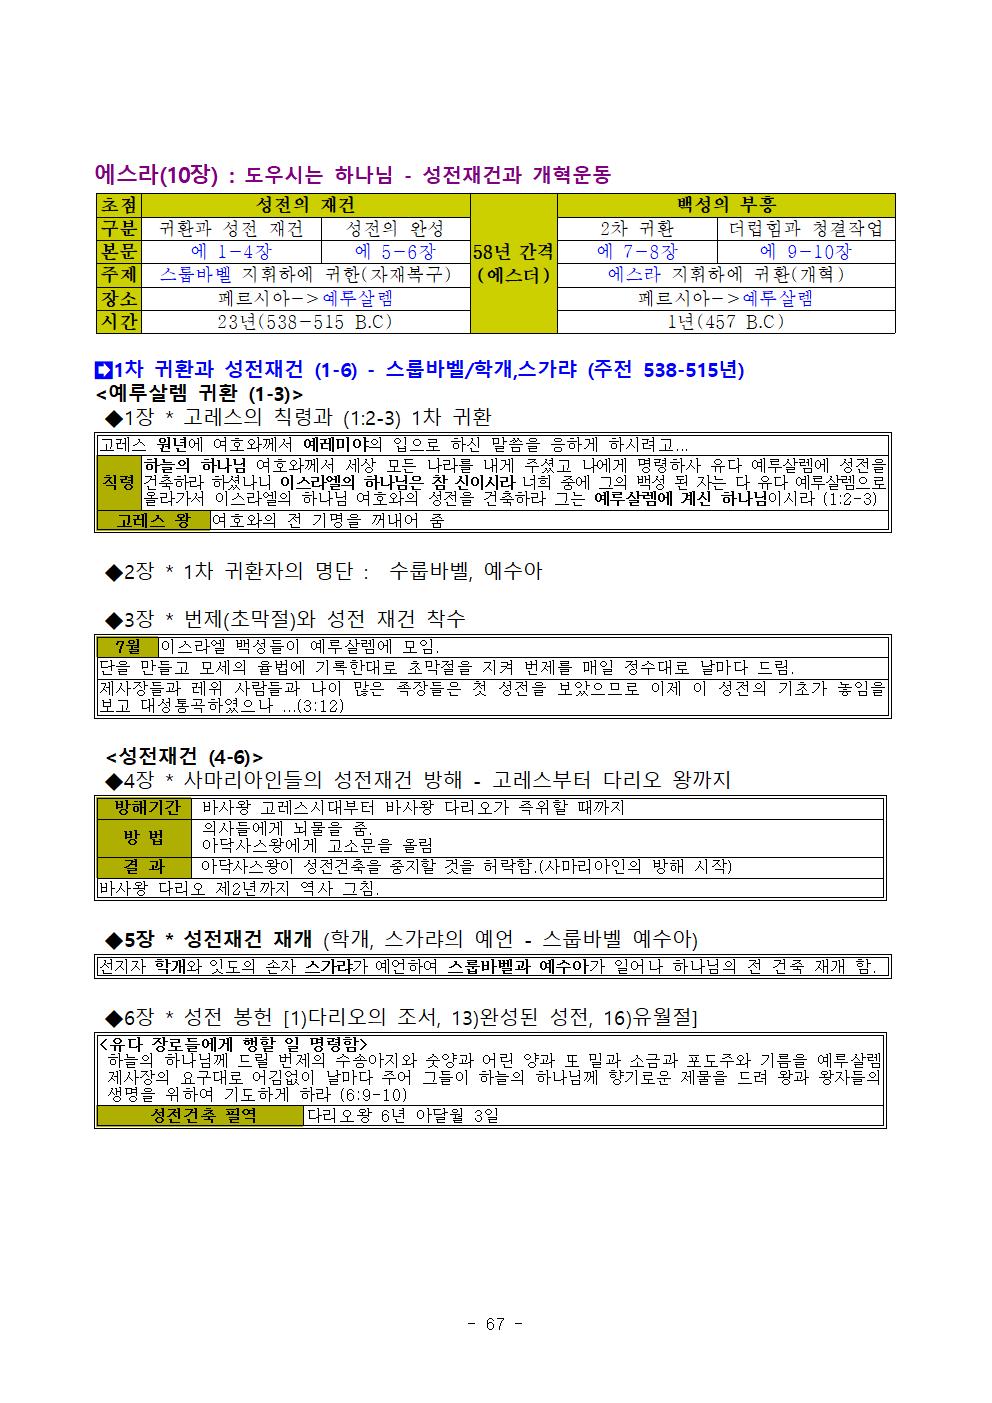 에스라(10장) : 도우시는 하나님 - 성전재건과 개혁운동
초점 성전의 재건 58년 간격 (에스더) 백성의 부흥
구분 귀환과 성전 재건 성전의 완성 2차 귀환 더럽힘과 청결작업
본문 에 1-4장 에 5-6장 에 7-8장 에 9-10장
주제 스룹바벨 지휘하에 귀한(자재복구) 에스라 지휘하에 귀환(개혁)
장소 페르시아->예루살렘 페르시아->예루살렘
시간 23년(538-515 B.C) 1년(457 B.C)
➡1차 귀환과 성전재건 (1-6) - 스룹바벨/학개,스가랴 (주전 538-515년)
<예루살렘 귀환 (1-3)>
◆1장 * 고레스의 칙령과 (1:2-3) 1차 귀환
고레스 원년에 여호와께서 예레미야의 입으로 하신 말씀을 응하게 하시려고...
칙령 하늘의 하나님 여호와께서 세상 모든 나라를 내게 주셨고 나에게 명령하사 유다 예루살렘에 성전을
건축하라 하셨나니 이스라엘의 하나님은 참 신이시라 너희 중에 그의 백성 된 자는 다 유다 예루살렘으로
올라가서 이스라엘의 하나님 여호와의 성전을 건축하라 그는 예루살렘에 계신 하나님이시라 (1:2-3)
고레스 왕 여호와의 전 기명을 꺼내어 줌
◆2장 * 1차 귀환자의 명단 : 수룹바벨, 예수아
◆3장 * 번제(초막절)와 성전 재건 착수
7월 이스라엘 백성들이 예루살렘에 모임.
단을 만들고 모세의 율법에 기록한대로 초막절을 지켜 번제를 매일 정수대로 날마다 드림.
제사장들과 레위 사람들과 나이 많은 족장들은 첫 성전을 보았으므로 이제 이 성전의 기초가 놓임을
보고 대성통곡하였으나 ...(3:12)
<성전재건 (4-6)>
◆4장 * 사마리아인들의 성전재건 방해 - 고레스부터 다리오 왕까지
방해기간 바사왕 고레스시대부터 바사왕 다리오가 즉위할 때까지
방 법 의사들에게 뇌물을 줌.
아닥사스왕에게 고소문을 올림
결 과 아닥사스왕이 성전건축을 중지할 것을 허락함.(사마리아인의 방해 시작)
바사왕 다리오 제2년까지 역사 그침.
◆5장 * 성전재건 재개 (학개, 스가랴의 예언 - 스룹바벨 예수아)
선지자 학개와 잇도의 손자 스가랴가 예언하여 스룹바벨과 예수아가 일어나 하나님의 전 건축 재개 함.
◆6장 * 성전 봉헌 [1)다리오의 조서, 13)완성된 성전, 16)유월절]
<유다 장로들에게 행할 일 명령함>
하늘의 하나님께 드릴 번제의 수송아지와 숫양과 어린 양과 또 밀과 소금과 포도주와 기름을 예루살렘
제사장의 요구대로 어김없이 날마다 주어 그들이 하늘의 하나님께 향기로운 제물을 드려 왕과 왕자들의
생명을 위하여 기도하게 하라 (6:9-10)
성전건축 필역 다리오왕 6년 아달월 3일
- 67 -